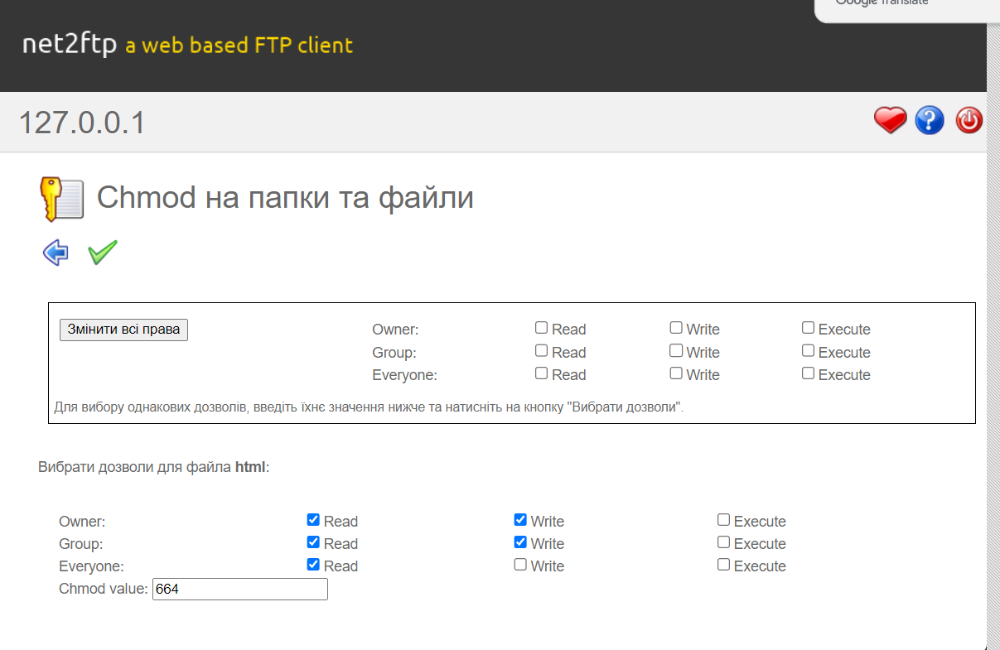 Google Translate
net2ftp a web based FTP client
127.0.0.1
Chmod на папки та файли
Змінити всі права Owner: Read Write Execute
Group: Read Write Execute
Everyone: Read Write Execute
Для вибору однакових дозволів, введіть їхнє значення нижче та натисніть на кнопку "Вибрати дозволи".
Вибрати дозволи для файла html:
Owner: Read Write Execute
Group: Read Write Execute
Everyone: Read Write Execute
Chmod value: 664